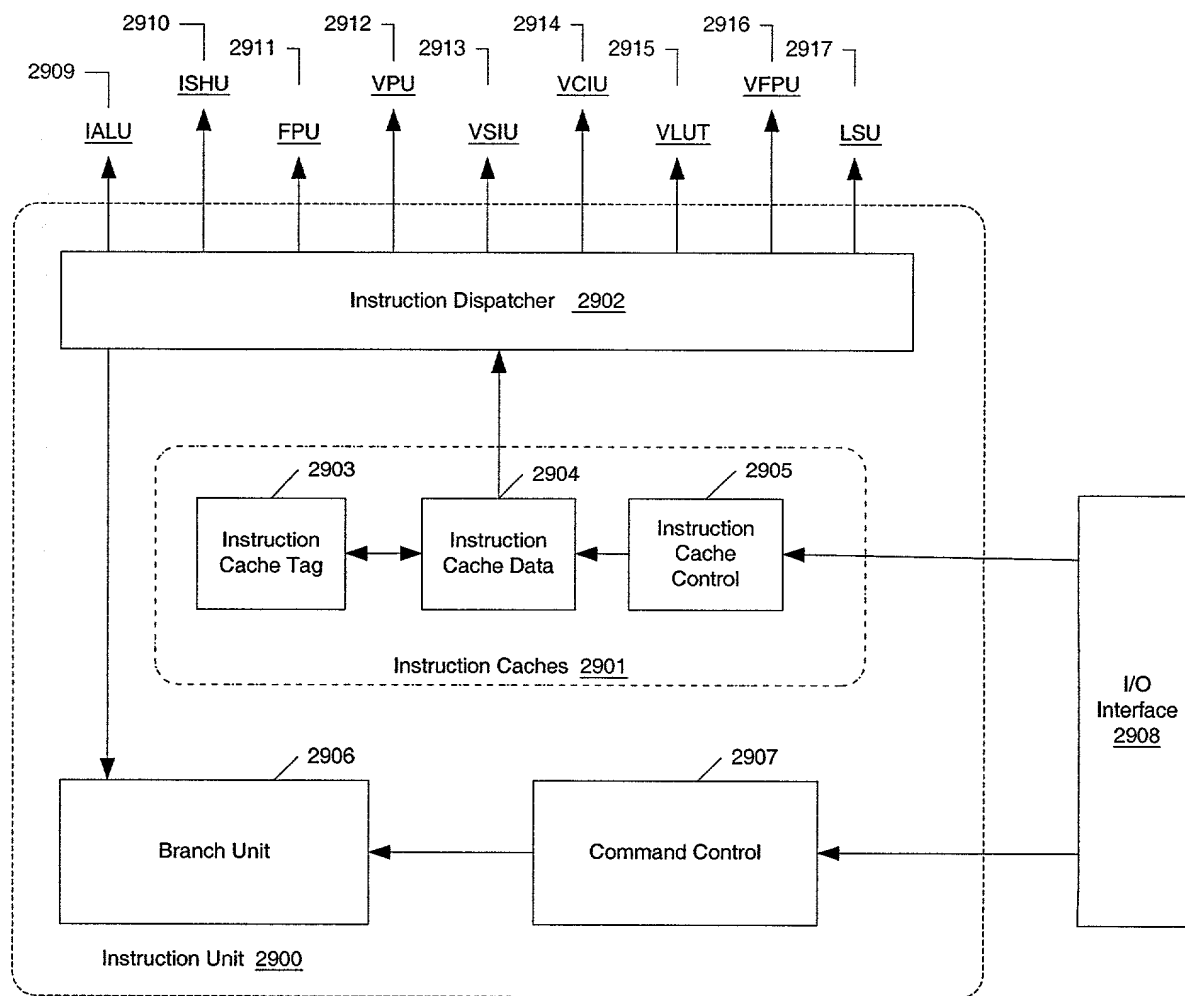 2910 2912 2914 2916
2911 2913 2915 2917
2909
ISHU VPU VCIU VFPU
IALU FPU VSIU VLUT LSU
Instruction Dispatcher 2902
2903 2904 2905
Instruction
Cache Tag
Instruction
Cache Data
Instruction
Cache
Control
Instruction Caches 2901
I/O
Interface
2908
2906 2907
Branch Unit
Command Control
Instruction Unit 2900